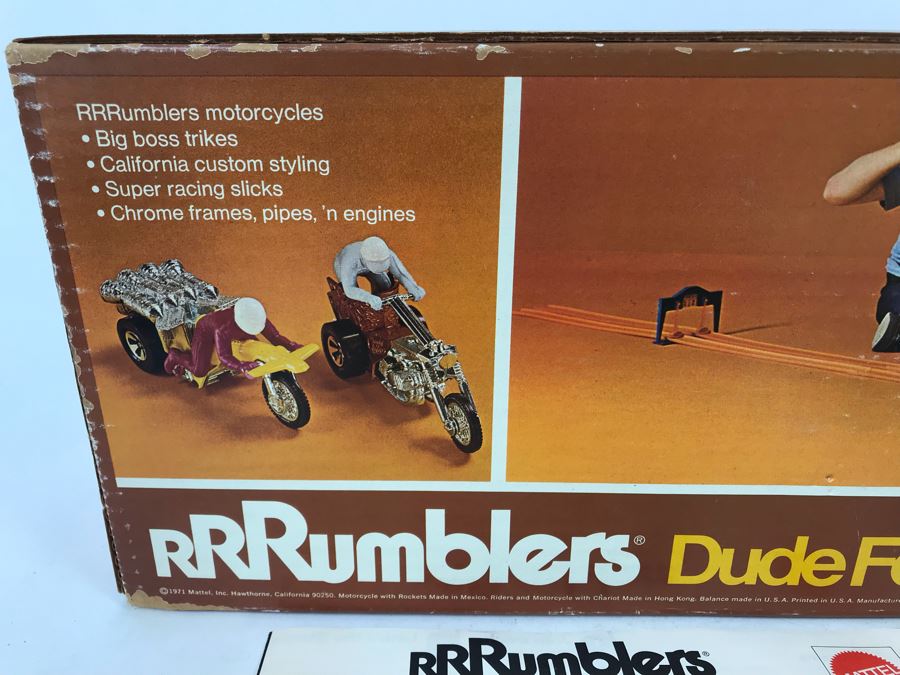 RRRumblers motorcycles
• Big boss trikes
• California custom styling
• Super racing slicks
• Chrome frames, pipes, 'n engines
RRRumblers® Dude
©1971 Mattel, Inc. Hawthorne, California 90250. Motorcycle with Rockets Made in Mexico. Riders and Motorcycle with Chariot Made in Hong Kong. Balance made in U.S.A. Printed in U.S.A.
RRRumblers®
MATTEL